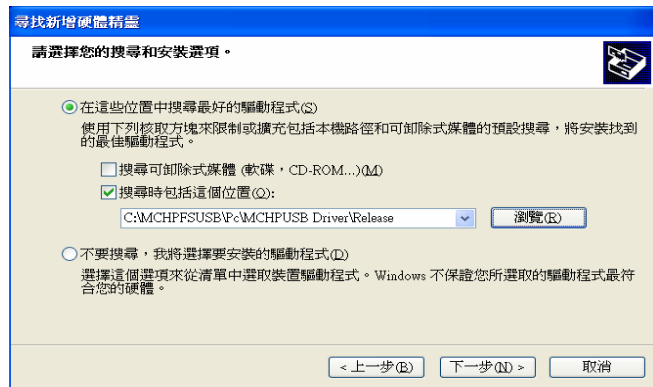 尋找新增硬體精靈
請選擇您的搜尋和安裝選項。
在這些位置中搜尋最好的驅動程式(S)
使用下列核取方塊來限制或擴充包括本機路徑和可卸除式媒體的預設搜尋，將安裝找到
的最佳驅動程式。
搜尋可卸除式媒體 (軟碟，CD-ROM...)(M)
搜尋時包括這個位置(O):
C:\MCHPFSUSB\Pc\MCHPUSB Driver\Release
瀏覽(R)
不要搜尋，我將選擇要安裝的驅動程式(D)
選擇這個選項來從清單中選取裝置驅動程式。Windows 不保證您所選取的驅動程式最符
合您的硬體。
<上一步(B)
下一步(N) >
取消